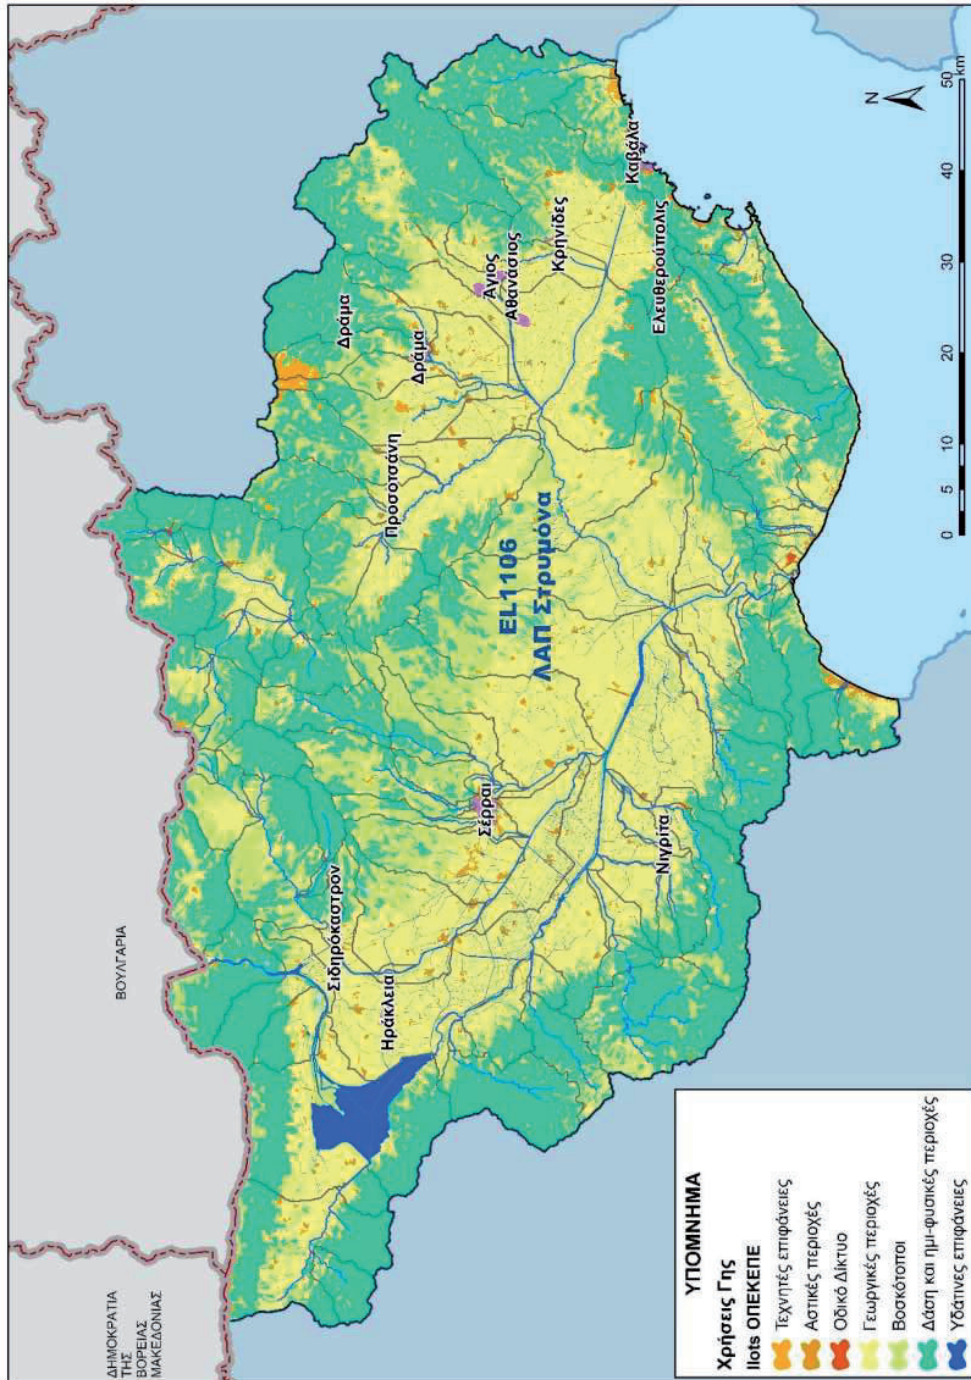 ΔΗΜΟΚΡΑΤΙΑ
ΤΗΣ
ΒΟΡΕΙΑΣ
ΜΑΚΕΔΟΝΙΑΣ
ΒΟΥΛΓΑΡΙΑ
Σιδηρόκαστρον
Ηράκλεια
Σέρραι
Νιγρίτα
EL1106
ΛΑΠ Στρυμόνα
Προσοτσάνη
Δράμα
Δράμα
Άγιος
Αθανάσιος
Κρηνίδες
Ελευθερούπολις
Καβάλα
N
0 5 10 20 30 40 50
km
ΥΠΟΜΝΗΜΑ
Χρήσεις Γης
Ilots ΟΠΕΚΕΠΕ
Τεχνητές επιφάνειες
Αστικές περιοχές
Οδικό Δίκτυο
Γεωργικές περιοχές
Βοσκότοποι
Δάση και ημι-φυσικές περιοχές
Υδάτινες επιφάνειες